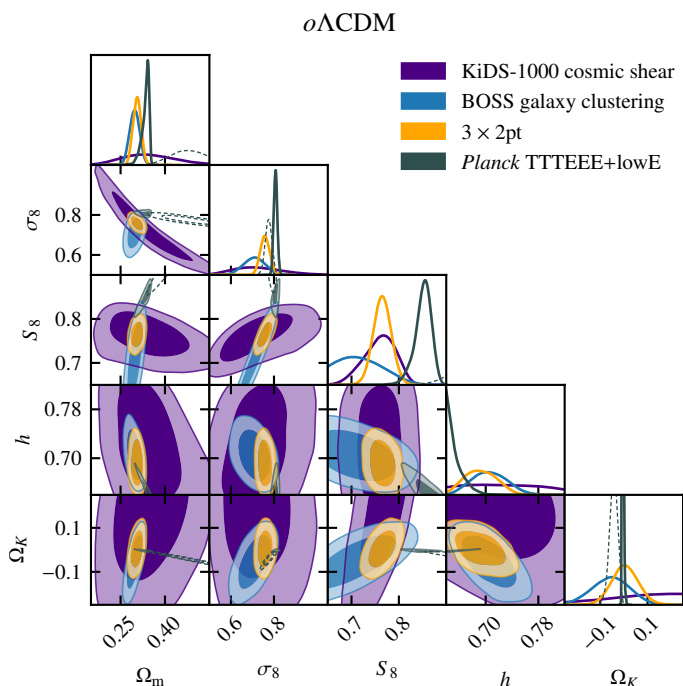 oΛCDM
KiDS-1000 cosmic shear
BOSS galaxy clustering
3 × 2pt
Planck TTTEEE+lowE
σ8
0.8
0.6
S8
0.8
0.7
h
0.78
0.70
ΩK
0.1
−0.1
0.25 0.40 0.6 0.8 0.7 0.8 0.70 0.78 −0.1 0.1
Ωm σ8 S8 h ΩK